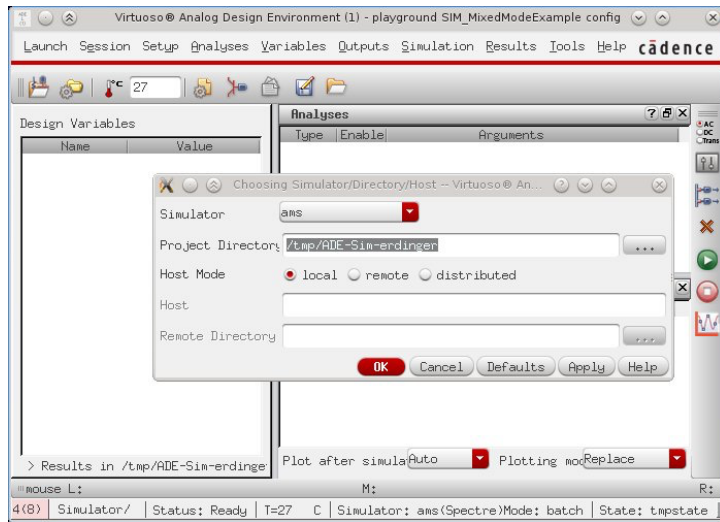 Virtuoso® Analog Design Environment (1) - playground SIM_MixedModeExample config
Launch Session Setup Analyses Variables Outputs Simulation Results Tools Help cādence
°C 27
Design Variables
Name Value
Analyses
Type Enable Arguments
AC
DC
Trans
Choosing Simulator/Directory/Host -- Virtuoso® An...
Simulator ams
Project Directory /tmp/ADE-Sim-erdinger ...
Host Mode local remote distributed
Host
Remote Directory ...
OK Cancel Defaults Apply Help
> Results in /tmp/ADE-Sim-erdinge
Plot after simula Auto Plotting mod Replace
mouse L: M: R:
4(8) Simulator/ Status: Ready T=27 C Simulator: ams(Spectre)Mode: batch State: tmpstate